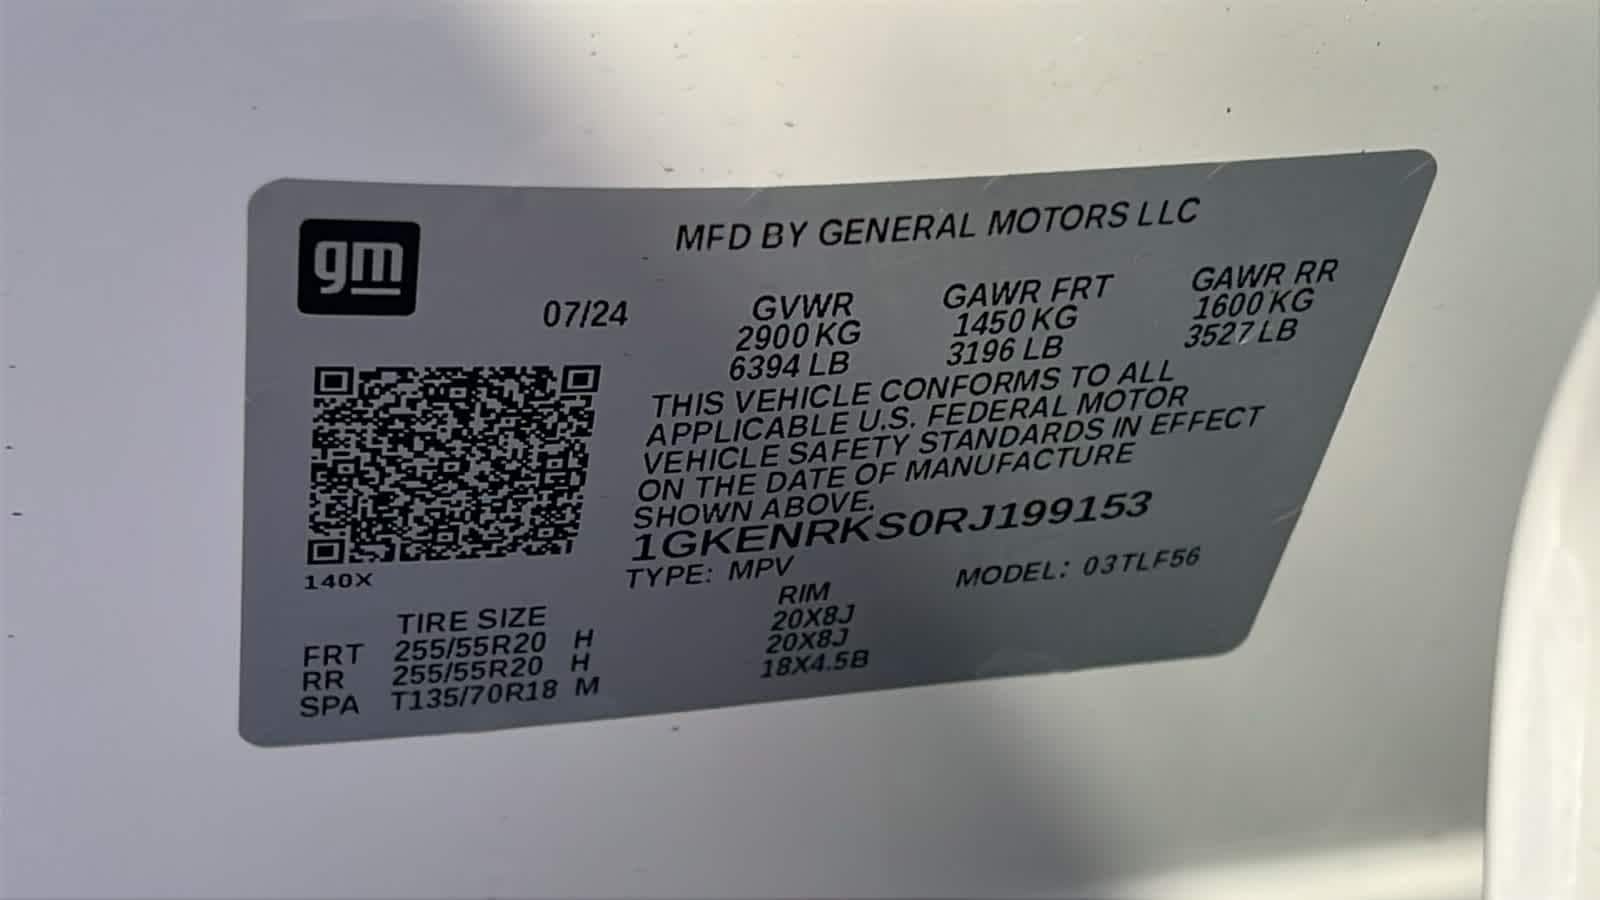 gm
MFD BY GENERAL MOTORS LLC
07/24 GVWR GAWR FRT GAWR RR
2900 KG 1450 KG 1600 KG
6394 LB 3196 LB 3527 LB
THIS VEHICLE CONFORMS TO ALL
APPLICABLE U.S. FEDERAL MOTOR
VEHICLE SAFETY STANDARDS IN EFFECT
ON THE DATE OF MANUFACTURE
SHOWN ABOVE.
1GKENRKS0RJ199153
140X
TYPE: MPV MODEL: 03TLF56
TIRE SIZE RIM
FRT 255/55R20 H 20X8J
RR 255/55R20 H 20X8J
SPA T135/70R18 M 18X4.5B